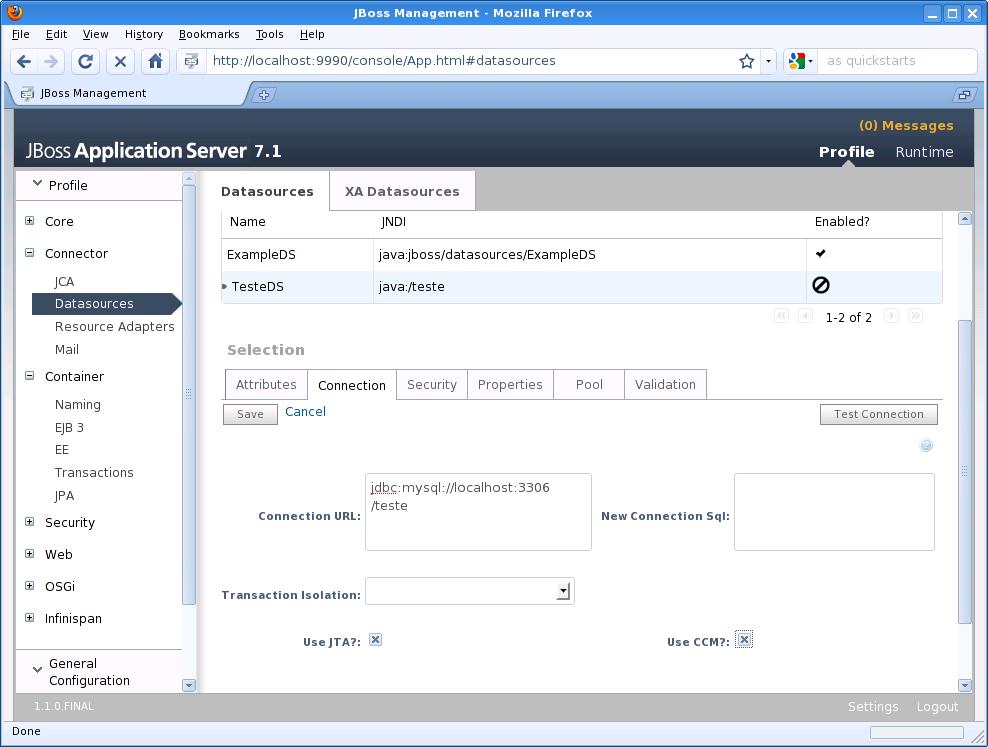 JBoss Management - Mozilla Firefox
File Edit View History Bookmarks Tools Help
http://localhost:9990/console/App.html#datasources
as quickstarts
JBoss Management
(0) Messages
JBoss Application Server 7.1
Profile Runtime
Profile
Core
Connector
JCA
Datasources
Resource Adapters
Mail
Container
Naming
EJB 3
EE
Transactions
JPA
Security
Web
OSGi
Infinispan
General
Configuration
Datasources XA Datasources
Name JNDI Enabled?
ExampleDS java:jboss/datasources/ExampleDS
TesteDS java:/teste
1-2 of 2
Selection
Attributes Connection Security Properties Pool Validation
Save Cancel Test Connection
Connection URL: jdbc:mysql://localhost:3306
/teste
New Connection Sql:
Transaction Isolation:
Use JTA?: Use CCM?:
1.1.0.FINAL Settings Logout
Done